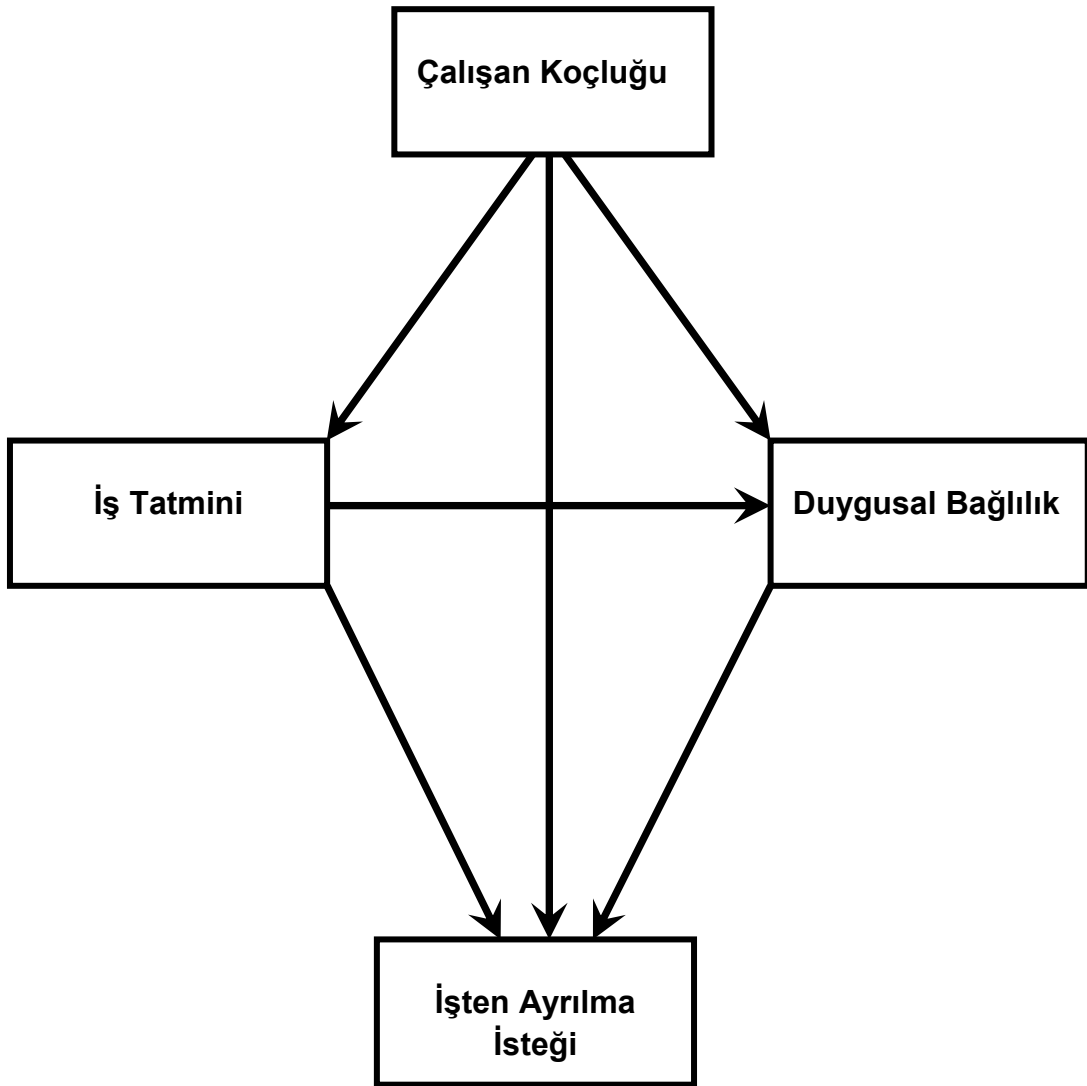 Çalışan Koçluğu
İş Tatmini
Duygusal Bağlılık
İşten Ayrılma
İsteği